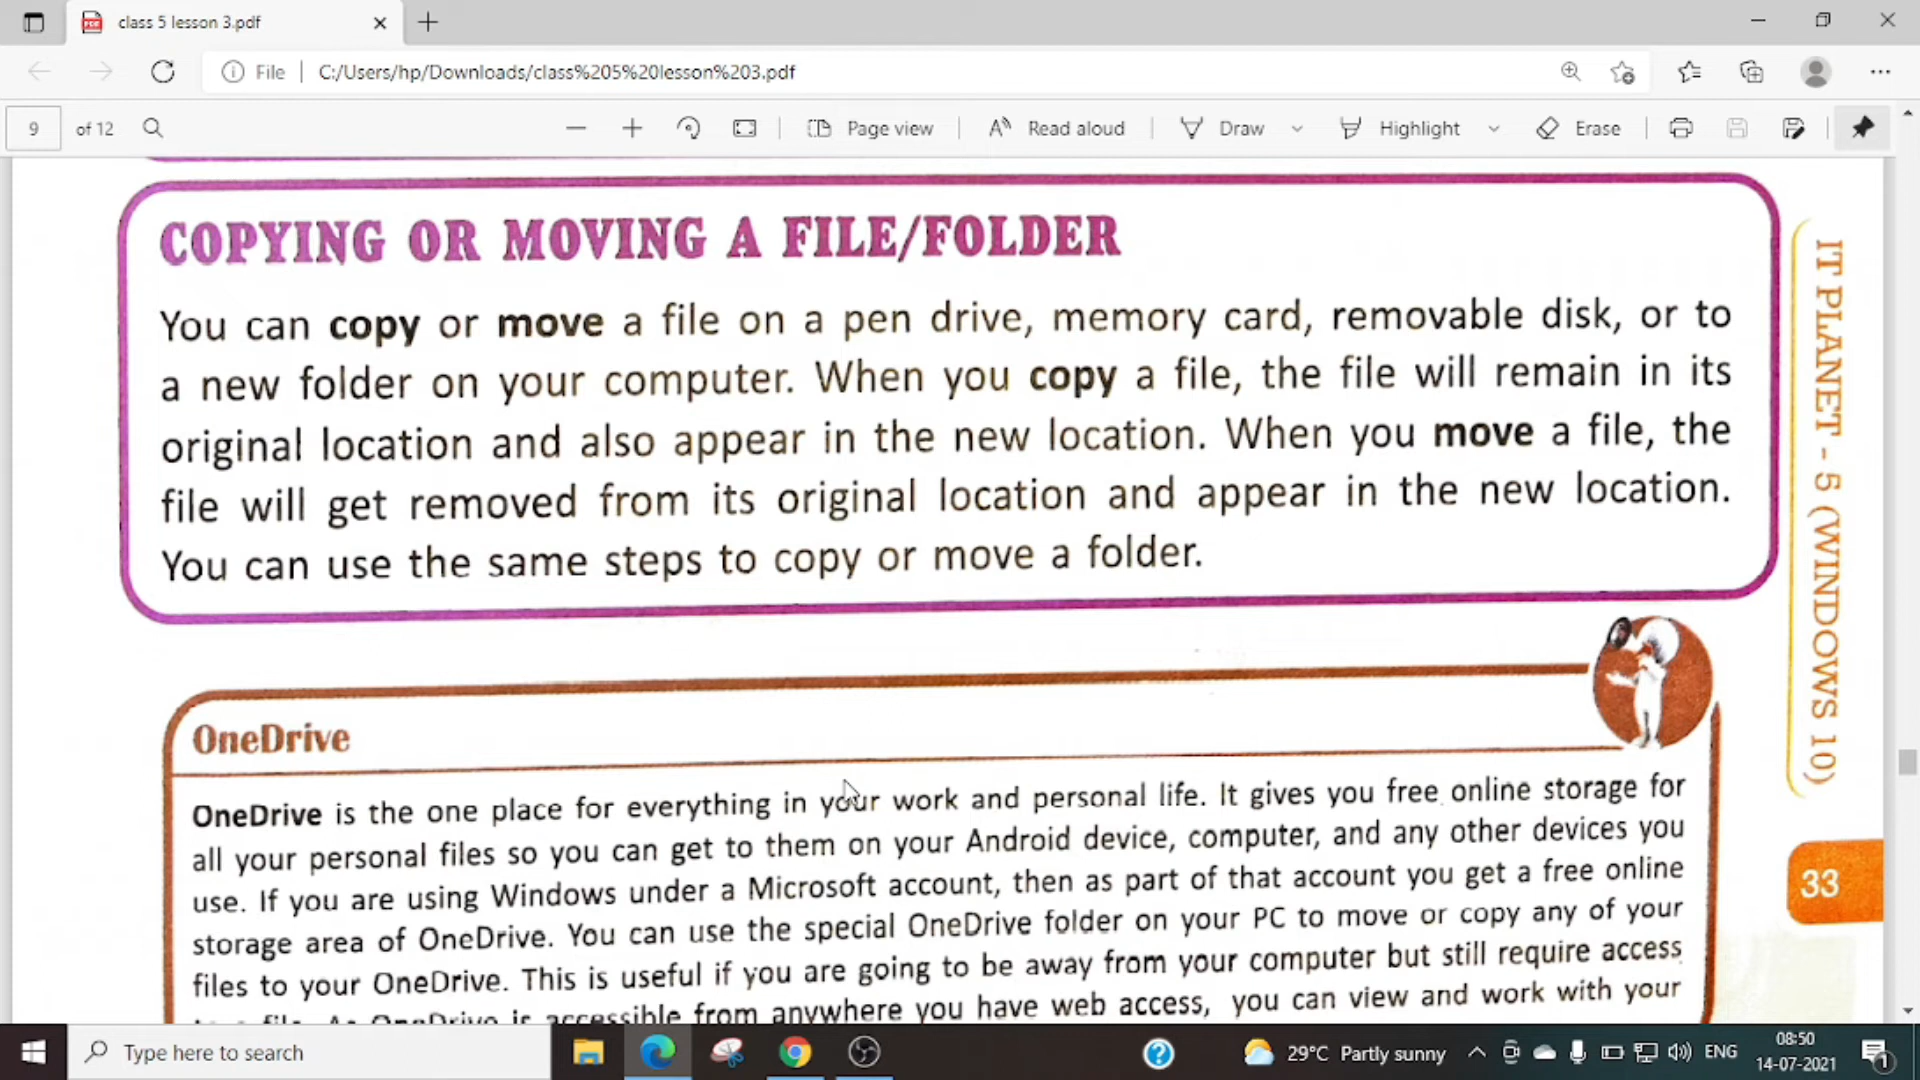 class 5 lesson 3.pdf
File
C:/Users/hp/Downloads/class%205%20lesson%203.pdf
9 of 12
Page view
Read aloud
Draw
Highlight
Erase
COPYING OR MOVING A FILE/FOLDER
You can copy or move a file on a pen drive, memory card, removable disk, or to
a new folder on your computer. When you copy a file, the file will remain in its
original location and also appear in the new location. When you move a file, the
file will get removed from its original location and appear in the new location.
You can use the same steps to copy or move a folder.
IT PLANET - 5 (WINDOWS 10)
33
OneDrive
OneDrive is the one place for everything in your work and personal life. It gives you free online storage for
all your personal files so you can get to them on your Android device, computer, and any other devices you
use. If you are using Windows under a Microsoft account, then as part of that account you get a free online
storage area of OneDrive. You can use the special OneDrive folder on your PC to move or copy any of your
files to your OneDrive. This is useful if you are going to be away from your computer but still require access
file. As OneDrive is accessible from anywhere you have web access, you can view and work with your
Type here to search
29°C Partly sunny
ENG
08:50
14-07-2021
1